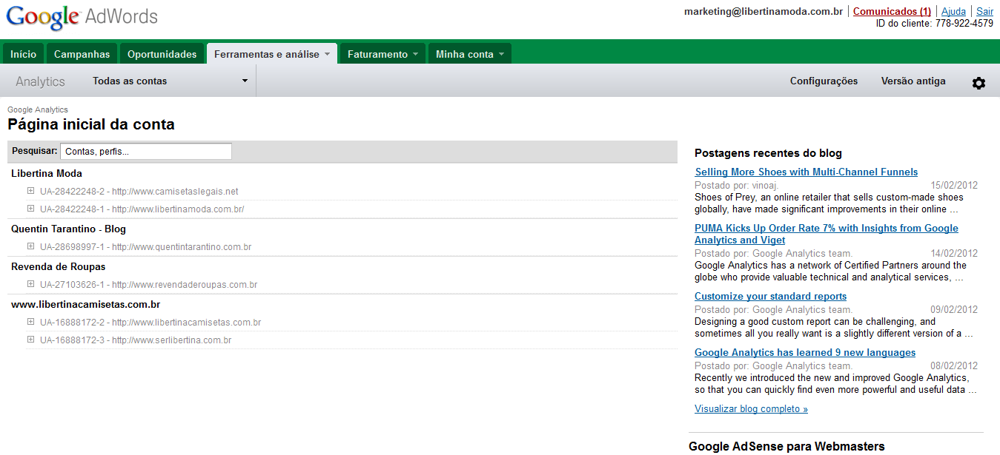 Google AdWords
marketing@libertinamoda.com.br | Comunicados (1) | Ajuda | Sair
ID do cliente: 778-922-4579
Início Campanhas Oportunidades Ferramentas e análise Faturamento Minha conta
Analytics Todas as contas Configurações Versão antiga
Google Analytics
Página inicial da conta
Pesquisar: Contas, perfis...
Libertina Moda
UA-28422248-2 - http://www.camisetaslegais.net
UA-28422248-1 - http://www.libertinamoda.com.br/
Quentin Tarantino - Blog
UA-28698997-1 - http://www.quentintarantino.com.br
Revenda de Roupas
UA-27103626-1 - http://www.revendaderoupas.com.br
www.libertinacamisetas.com.br
UA-16888172-2 - http://www.libertinacamisetas.com.br
UA-16888172-3 - http://www.serlibertina.com.br
Postagens recentes do blog
Selling More Shoes with Multi-Channel Funnels
Postado por: vinoaj. 15/02/2012
Shoes of Prey, an online retailer that sells custom-made shoes
globally, have made significant improvements in their online ...
PUMA Kicks Up Order Rate 7% with Insights from Google
Analytics and Viget
Postado por: Google Analytics team. 14/02/2012
Google Analytics has a network of Certified Partners around the
globe who provide valuable technical and analytical services, ...
Customize your standard reports
Postado por: Google Analytics team. 09/02/2012
Designing a good custom report can be challenging, and
sometimes all you really want is a slightly different version of a ...
Google Analytics has learned 9 new languages
Postado por: Google Analytics team. 08/02/2012
Recently we introduced the new and improved Google Analytics,
so that you can quickly find even more powerful and useful data ...
Visualizar blog completo »
Google AdSense para Webmasters